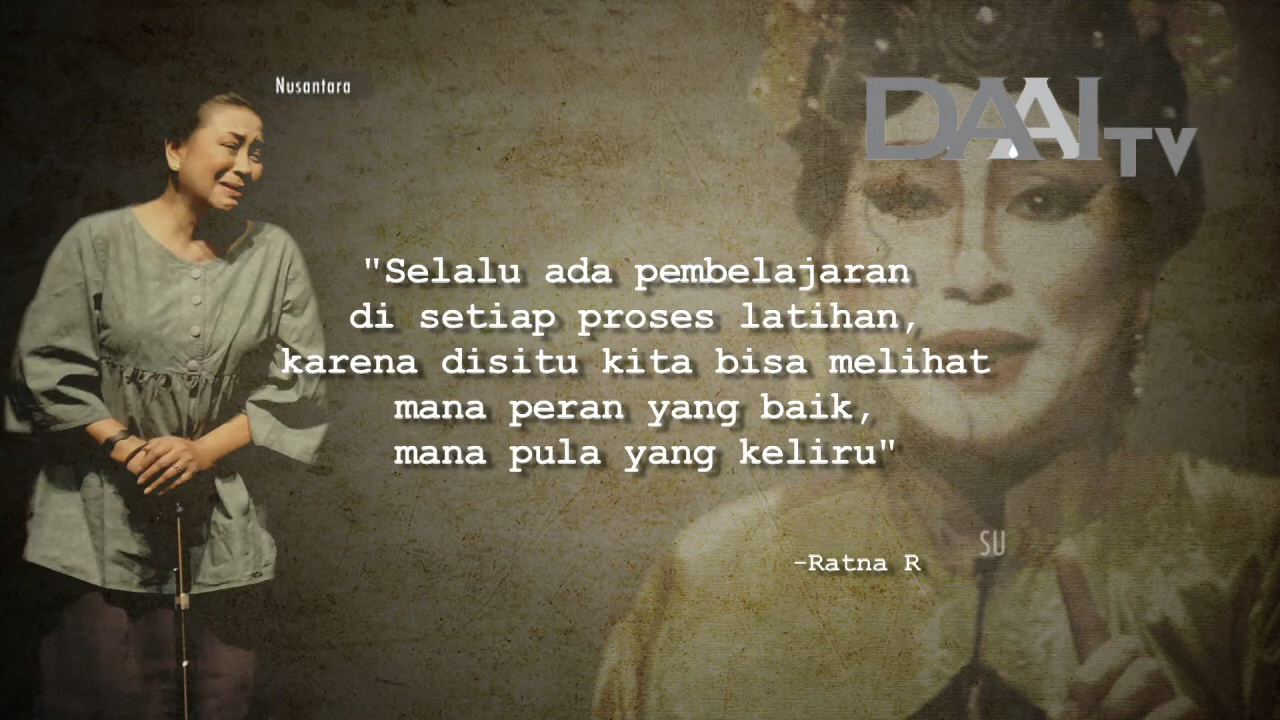 Nusantara
DAAI TV
"Selalu ada pembelajaran
di setiap proses latihan,
karena disitu kita bisa melihat
mana peran yang baik,
mana pula yang keliru"
SU
-Ratna R